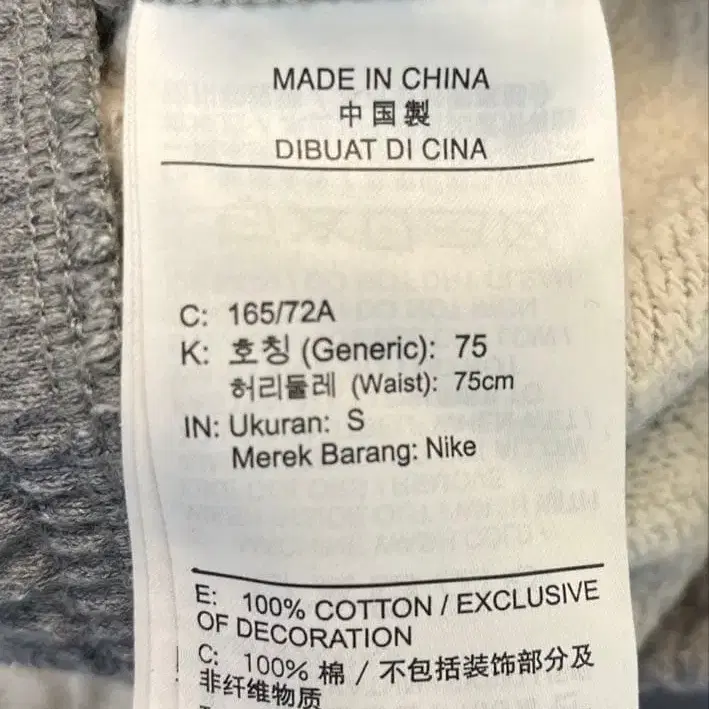 MADE IN CHINA
中国製
DIBUAT DI CINA
C: 165/72A
K: 호칭 (Generic): 75
허리둘레 (Waist): 75cm
IN: Ukuran: S
Merek Barang: Nike
E: 100% COTTON / EXCLUSIVE
OF DECORATION
C: 100% 棉 / 不包括装饰部分及
非纤维物质